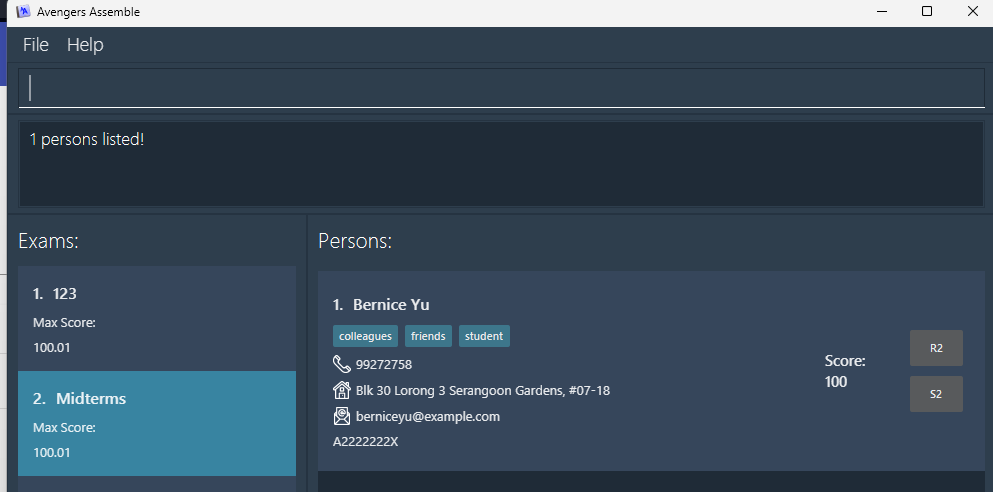 Avengers Assemble
File Help
1 persons listed!
Exams:
1. 123
Max Score:
100.01
2. Midterms
Max Score:
100.01
Persons:
1. Bernice Yu
colleagues friends student
99272758
Blk 30 Lorong 3 Serangoon Gardens, #07-18
berniceyu@example.com
A2222222X
Score:
100
R2
S2